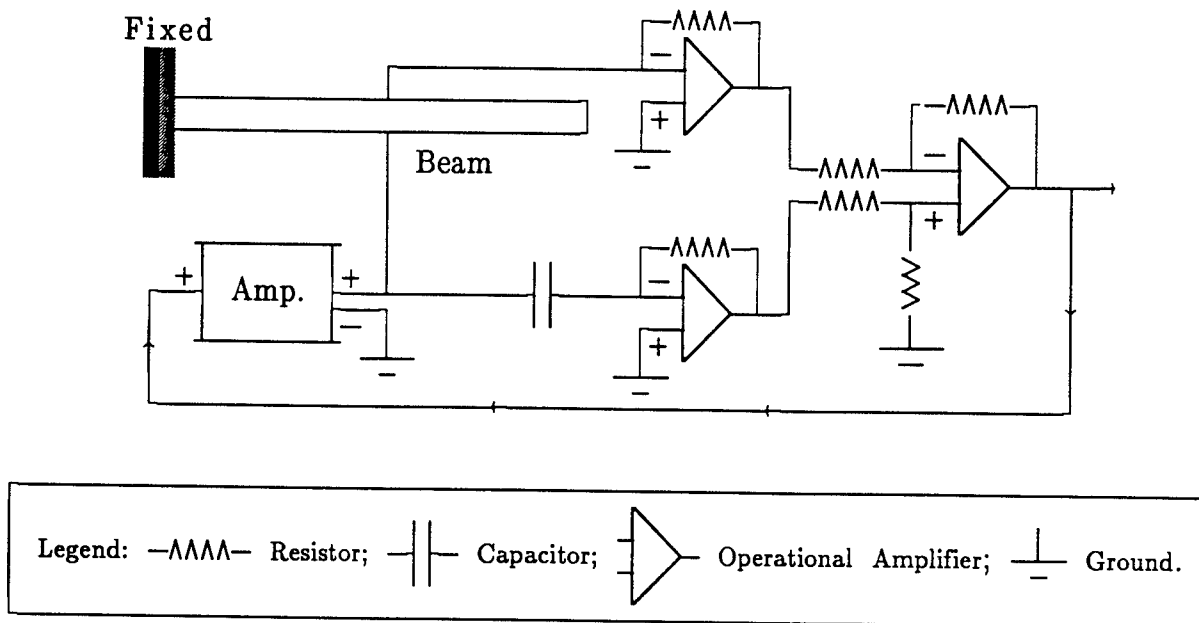 Fixed
Beam
Amp.
+
+
−
−
+
−
+
−
+
Legend: Resistor; Capacitor; Operational Amplifier; Ground.